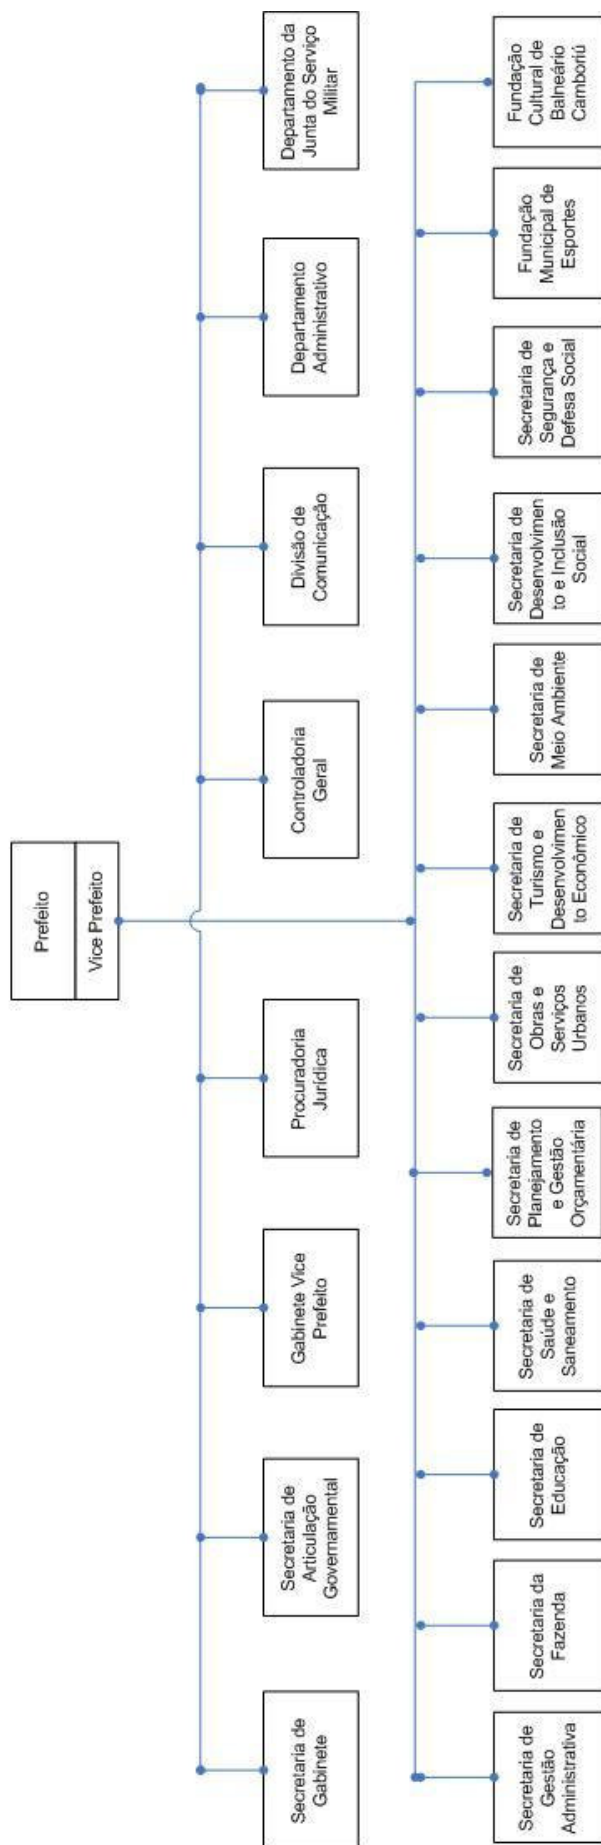 Prefeito
Vice Prefeito
Secretaria de
Gabinete
Secretaria de
Articulação
Governamental
Gabinete Vice
Prefeito
Procuradoria
Jurídica
Controladoria
Geral
Divisão de
Comunicação
Departamento
Administrativo
Departamento da
Junta do Serviço
Militar
Secretaria de
Gestão
Administrativa
Secretaria da
Fazenda
Secretaria de
Educação
Secretaria de
Saúde e
Saneamento
Secretaria de
Planejamento
e Gestão
Orçamentária
Secretaria de
Obras e
Serviços
Urbanos
Secretaria de
Turismo e
Desenvolvimen
to Econômico
Secretaria de
Meio Ambiente
Secretaria de
Desenvolvimen
to e Inclusão
Social
Secretaria de
Segurança e
Defesa Social
Fundação
Municipal de
Esportes
Fundação
Cultural de
Balneário
Camboriú